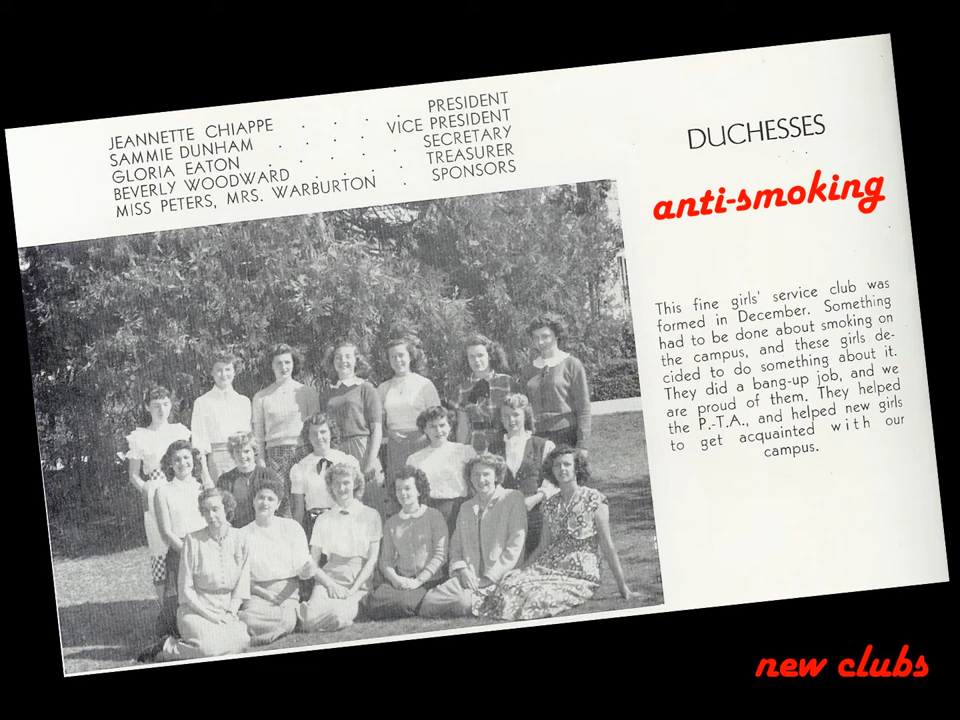 JEANNETTE CHIAPPE . . . . PRESIDENT
SAMMIE DUNHAM . . . . VICE PRESIDENT
GLORIA EATON . . . . . SECRETARY
BEVERLY WOODWARD . . . . TREASURER
MISS PETERS, MRS. WARBURTON . SPONSORS
DUCHESSES
anti-smoking
This fine girls' service club was
formed in December. Something
had to be done about smoking on
the campus, and these girls de-
cided to do something about it.
They did a bang-up job, and we
are proud of them. They helped
the P.-T.A., and helped new girls
to get acquainted with our
campus.
new clubs